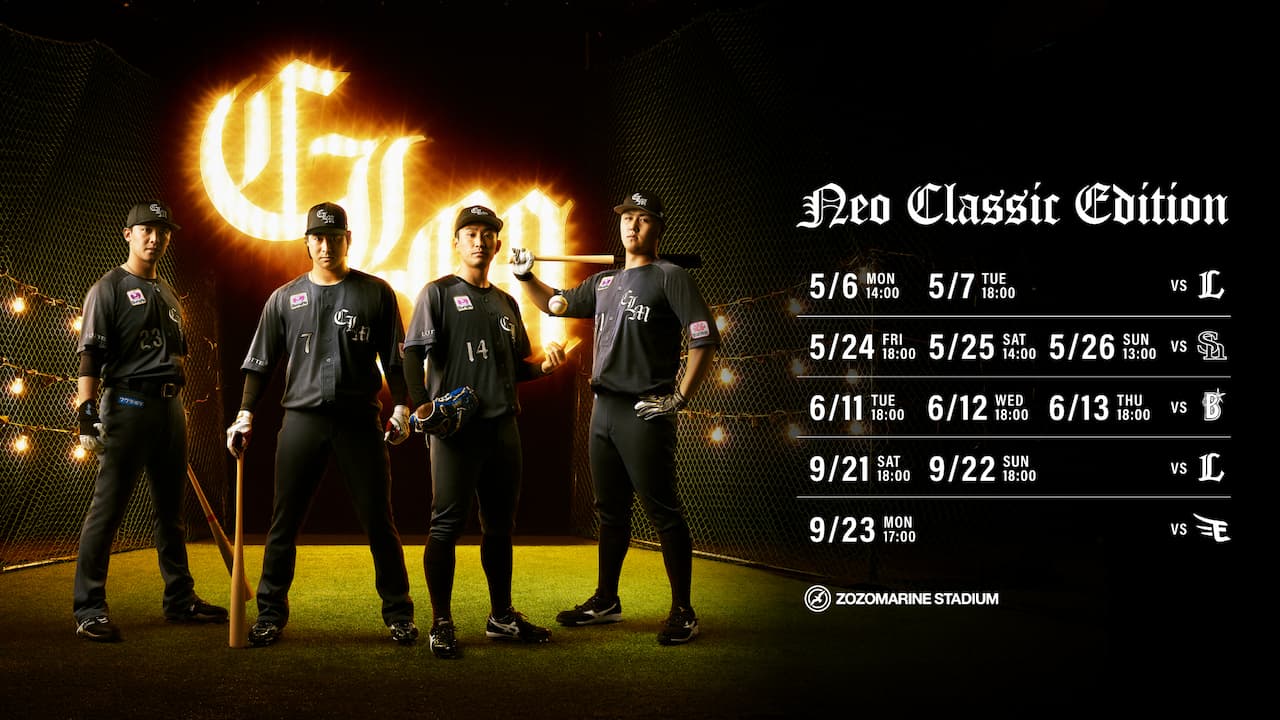 CLM
Neo Classic Edition
5/6 MON 14:00 5/7 TUE 18:00 VS L
5/24 FRI 18:00 5/25 SAT 14:00 5/26 SUN 13:00 VS SH
6/11 TUE 18:00 6/12 WED 18:00 6/13 THU 18:00 VS B
9/21 SAT 18:00 9/22 SUN 18:00 VS L
9/23 MON 17:00 VS E
ZOZOMARINE STADIUM
23
7
CLM
14